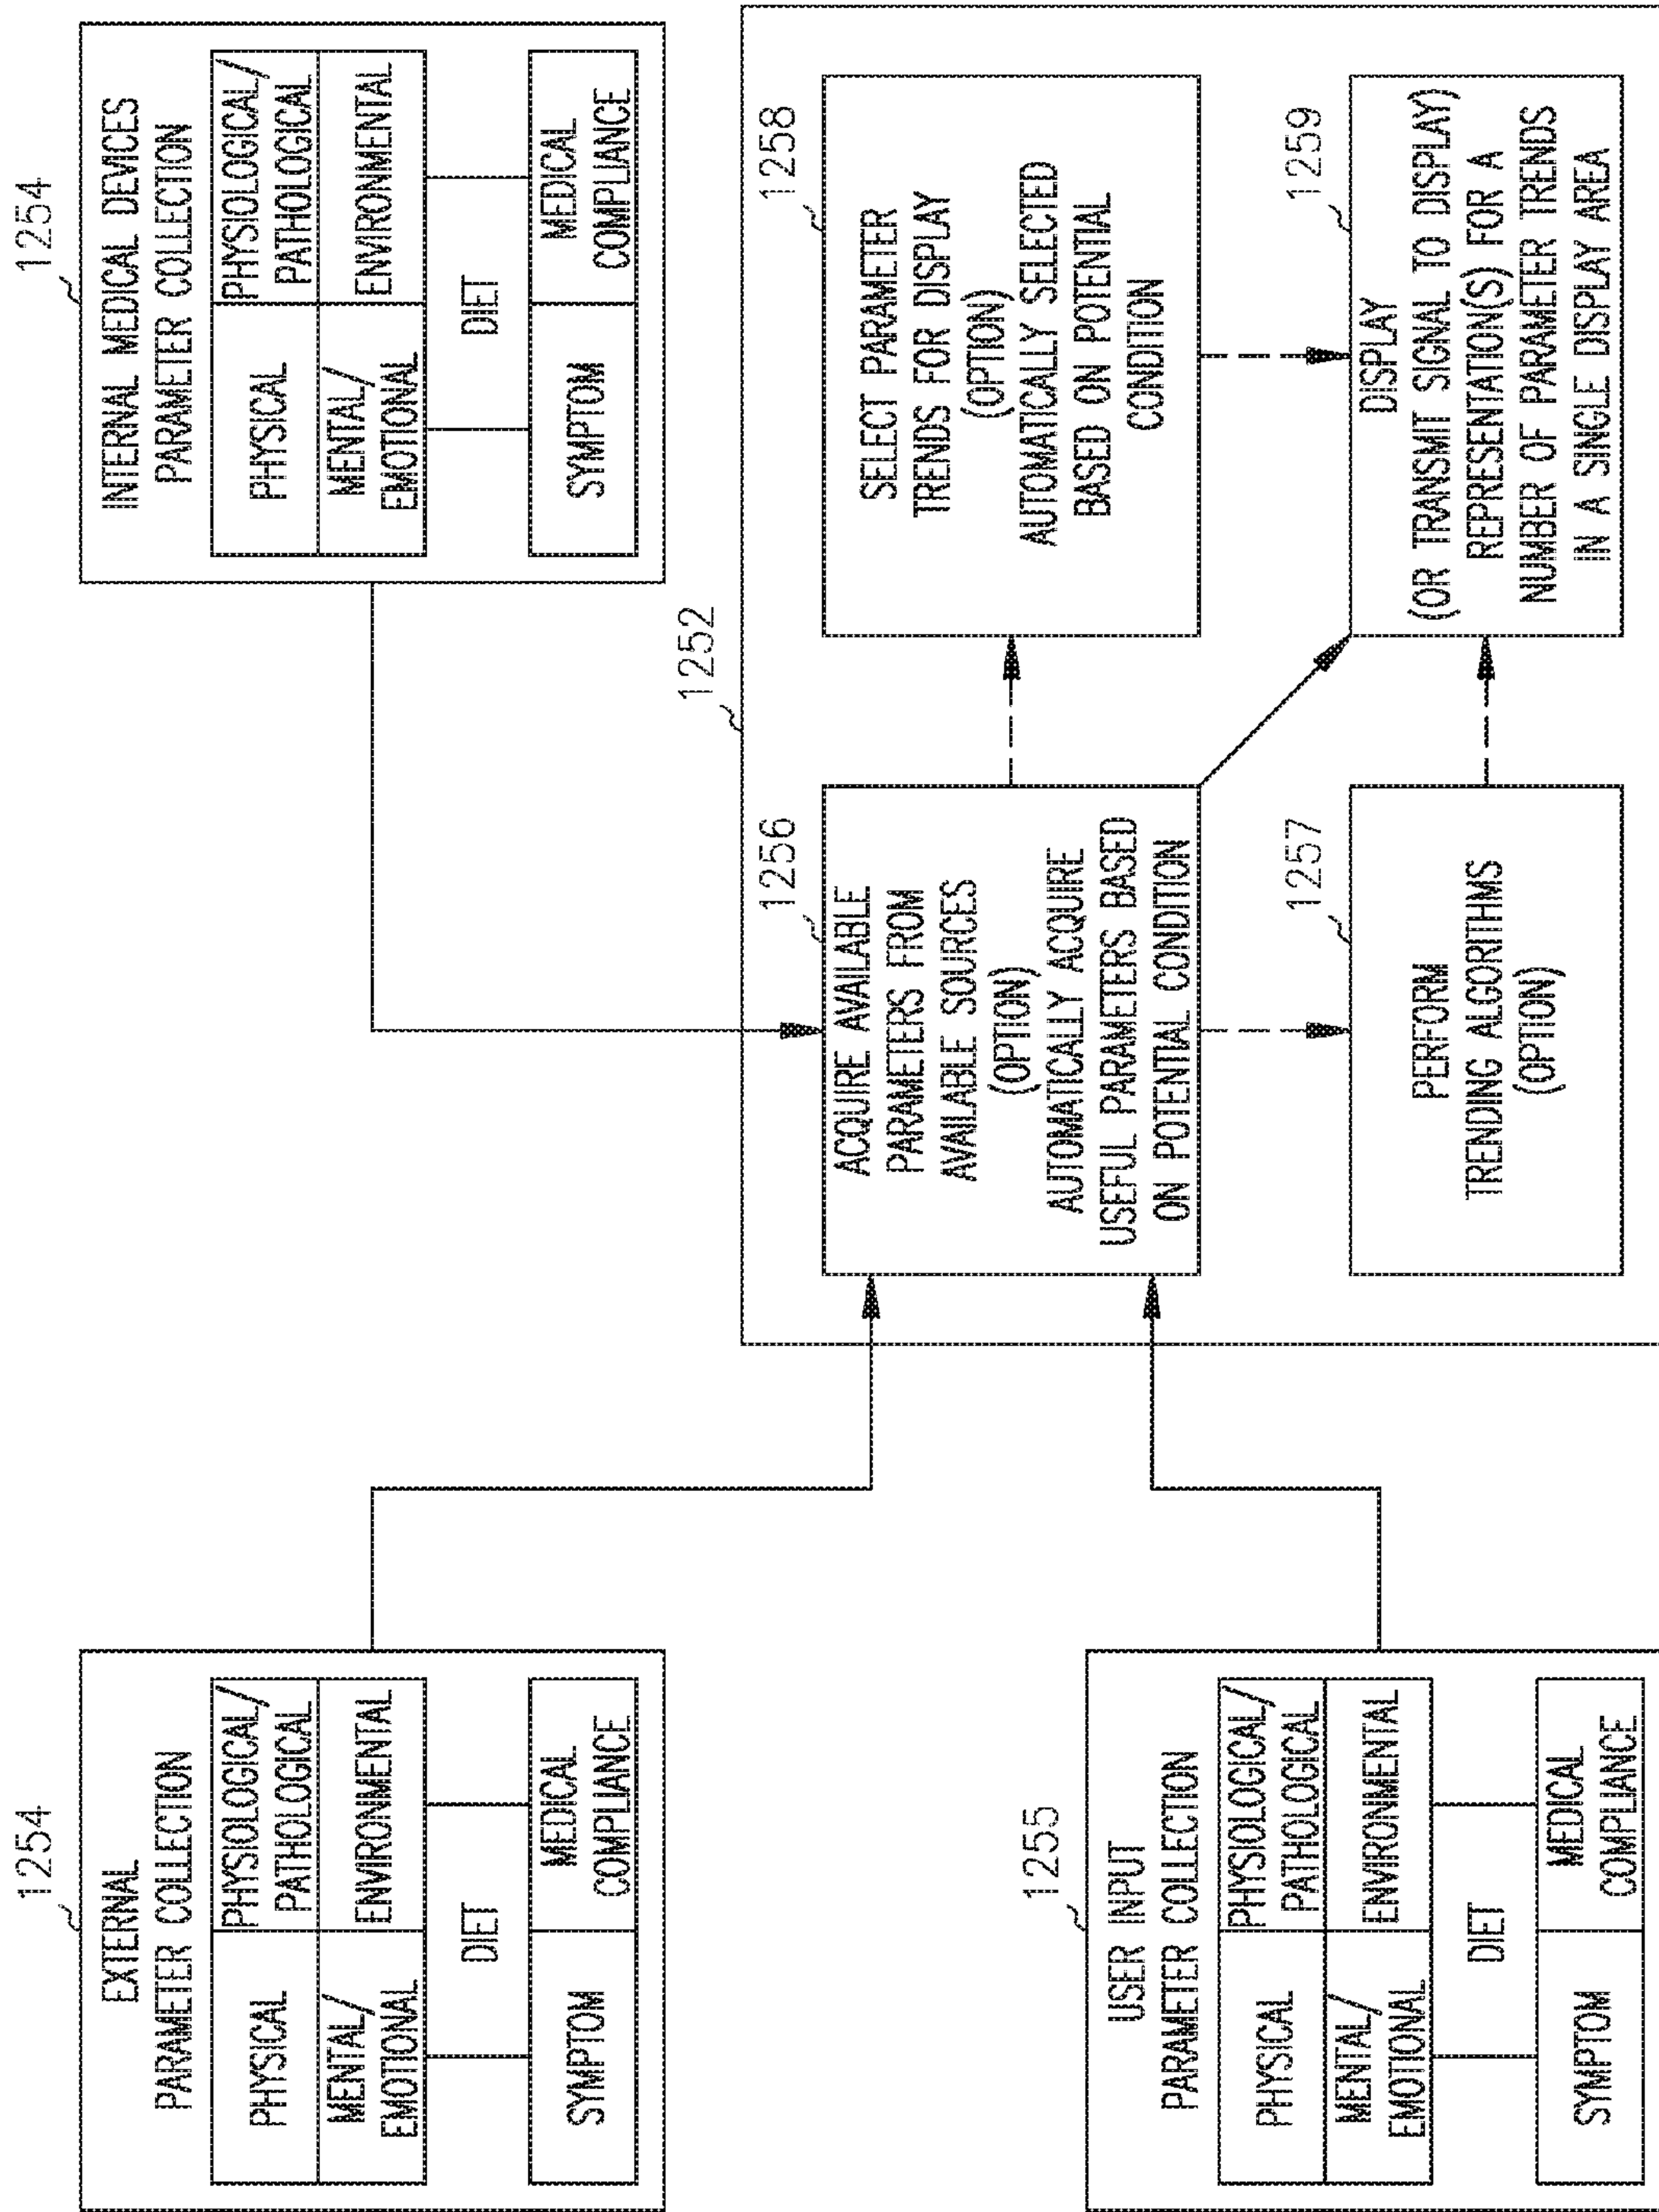 1254
EXTERNAL
PARAMETER COLLECTION
PHYSICAL
PHYSIOLOGICAL/
PATHOLOGICAL
MENTAL/
EMOTIONAL
ENVIRONMENTAL
DIET
SYMPTOM
MEDICAL
COMPLIANCE
1254
INTERNAL MEDICAL DEVICES
PARAMETER COLLECTION
PHYSICAL
PHYSIOLOGICAL/
PATHOLOGICAL
MENTAL/
EMOTIONAL
ENVIRONMENTAL
DIET
SYMPTOM
MEDICAL
COMPLIANCE
1255
USER INPUT
PARAMETER COLLECTION
PHYSICAL
PHYSIOLOGICAL/
PATHOLOGICAL
MENTAL/
EMOTIONAL
ENVIRONMENTAL
DIET
SYMPTOM
MEDICAL
COMPLIANCE
1252
1256
ACQUIRE AVAILABLE
PARAMETERS FROM
AVAILABLE SOURCES
(OPTION)
AUTOMATICALLY ACQUIRE
USEFUL PARAMETERS BASED
ON POTENTIAL CONDITION
1258
SELECT PARAMETER
TRENDS FOR DISPLAY
(OPTION)
AUTOMATICALLY SELECTED
BASED ON POTENTIAL
CONDITION
1257
PERFORM
TRENDING ALGORITHMS
(OPTION)
1259
DISPLAY
(OR TRANSMIT SIGNAL TO DISPLAY)
REPRESENTATION(S) FOR A
NUMBER OF PARAMETER TRENDS
IN A SINGLE DISPLAY AREA